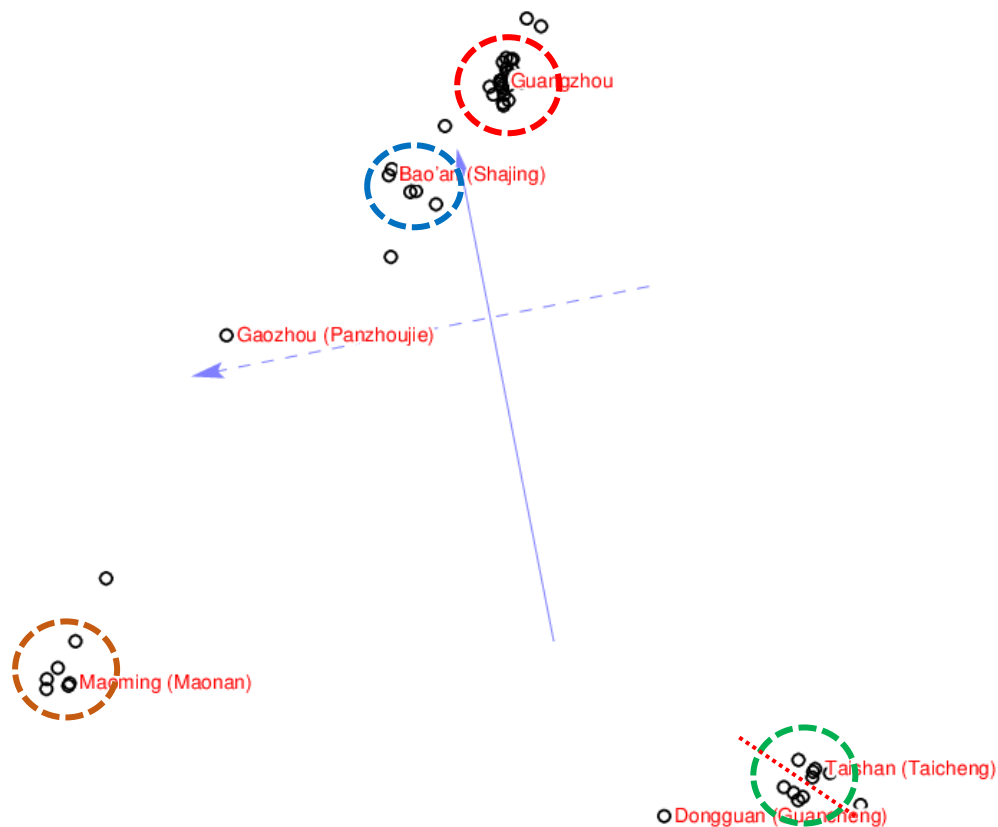 Guangzhou
Bao'an (Shajing)
Gaozhou (Panzhoujie)
Maoming (Maonan)
Taishan (Taicheng)
Dongguan (Guancheng)